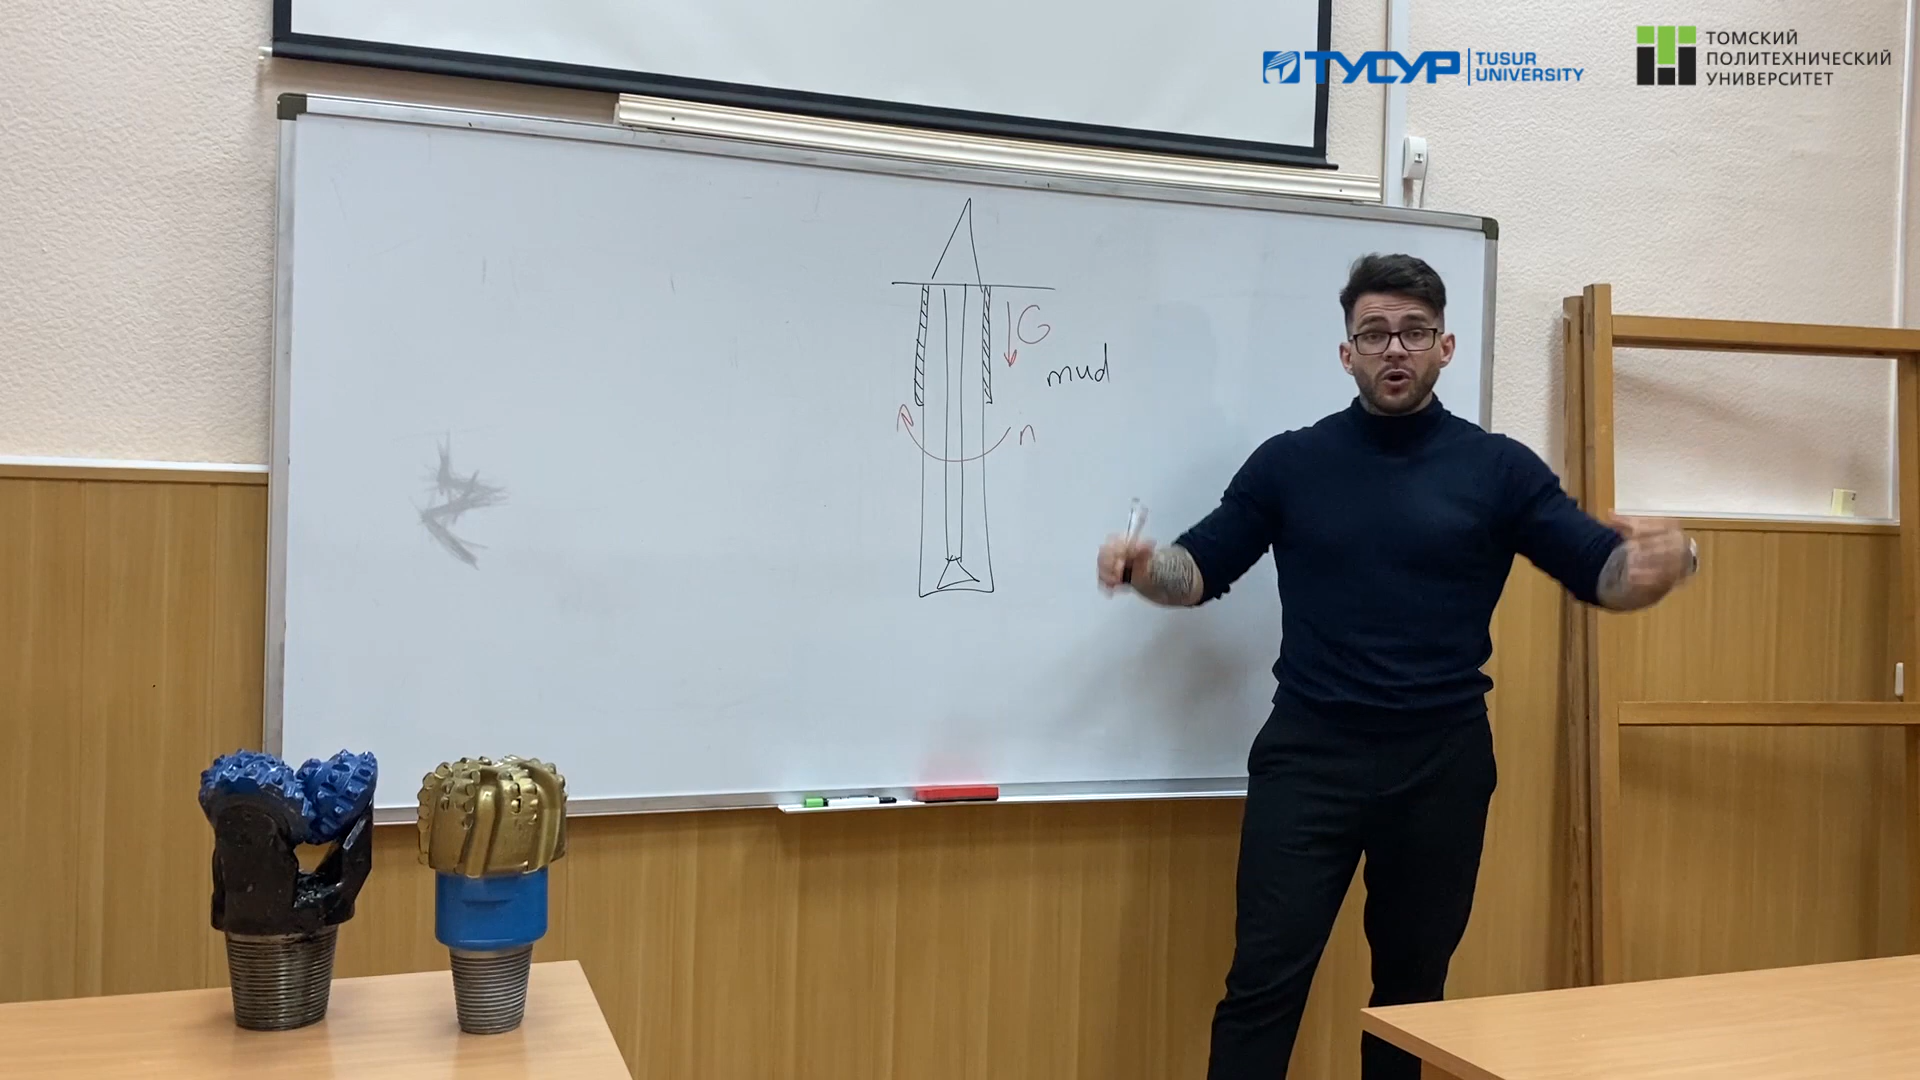 ТУСУР
TUSUR
UNIVERSITY
ТОМСКИЙ
ПОЛИТЕХНИЧЕСКИЙ
УНИВЕРСИТЕТ
G
mud
n